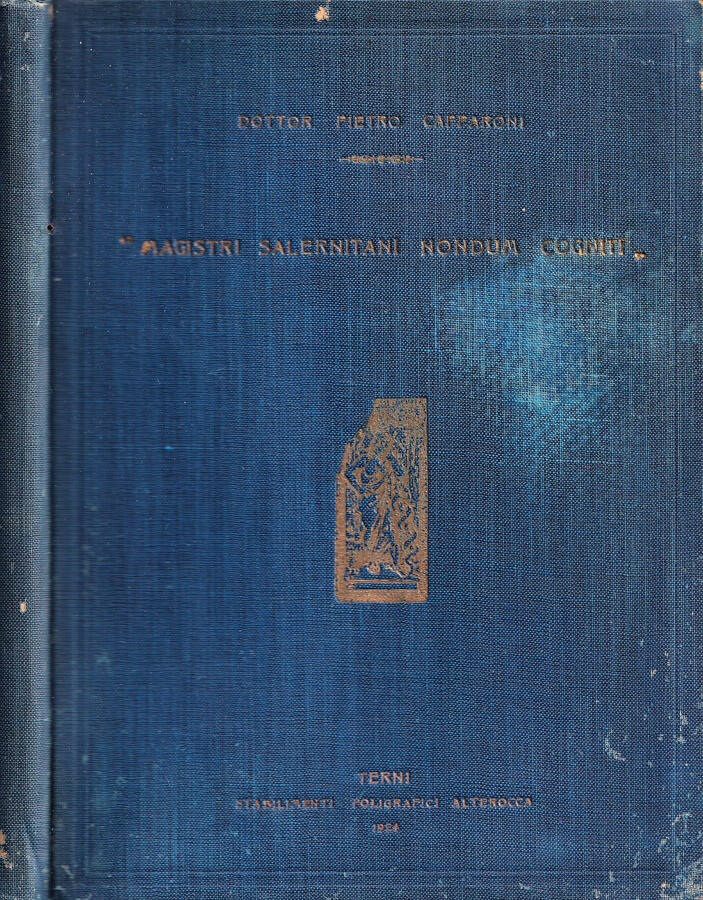 DOTTOR PIETRO CAPPARONI
“ MAGISTRI SALERNITANI NONDUM COGNITI „
TERNI
STABILIMENTI POLIGRAFICI ALTEROCCA
1924